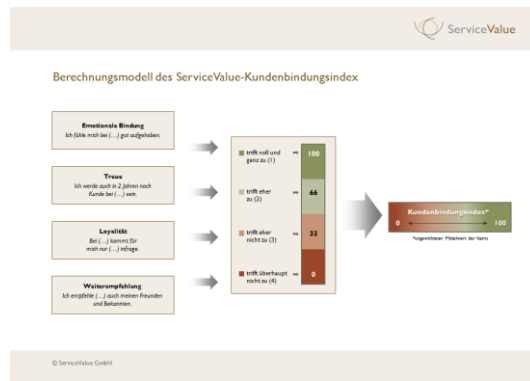 ServiceValue
Berechnungsmodell des ServiceValue-Kundenbindungsindex
Emotionale Bindung
Ich fühle mich bei (...) gut aufgehoben.
Treue
Ich werde auch in 2 Jahren noch
Kunde bei (...) sein.
Loyalität
Bei (...) kommt für
mich nur (...) infrage.
Weiterempfehlung
Ich empfehle (...) auch meinen Freunden
und Bekannten.
trifft voll und
ganz zu (1)
100
trifft eher
zu (2)
66
trifft eher
nicht zu (3)
33
trifft überhaupt
nicht zu (4)
0
Kundenbindungsindex*
0 100
*ungewichteter Mittelwert der Items
© ServiceValue GmbH